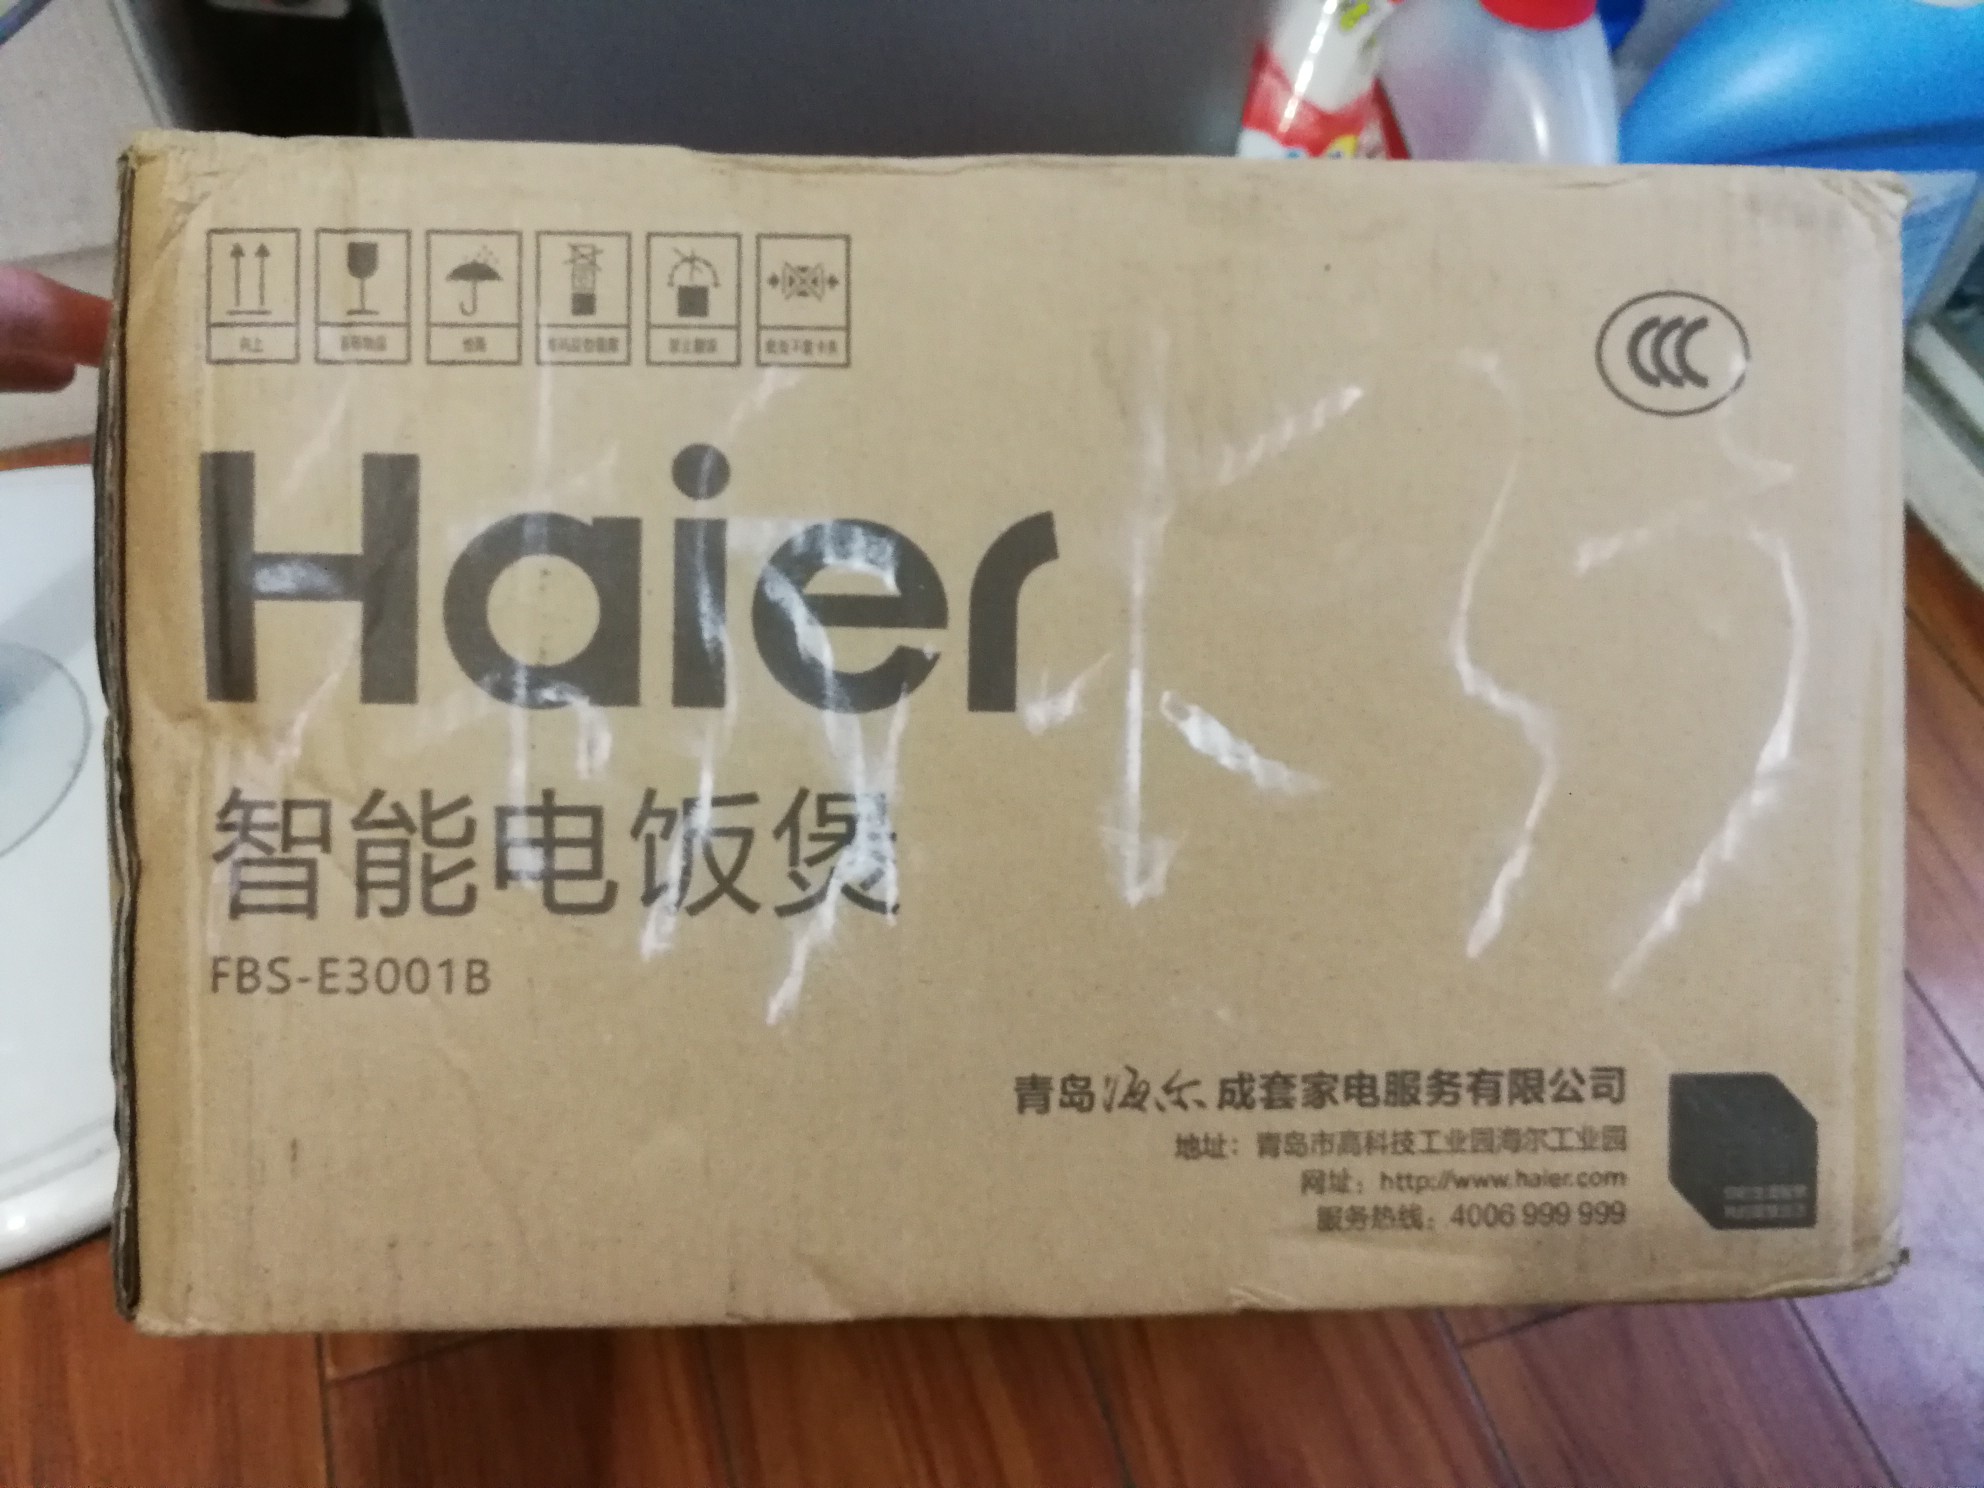 向上
Haier
智能电饭煲
FBS-E3001B
青岛海尔成套家电服务有限公司
地址：青岛市高科技工业园海尔工业园
网址：http://www.haier.com
服务热线：4006 999 999